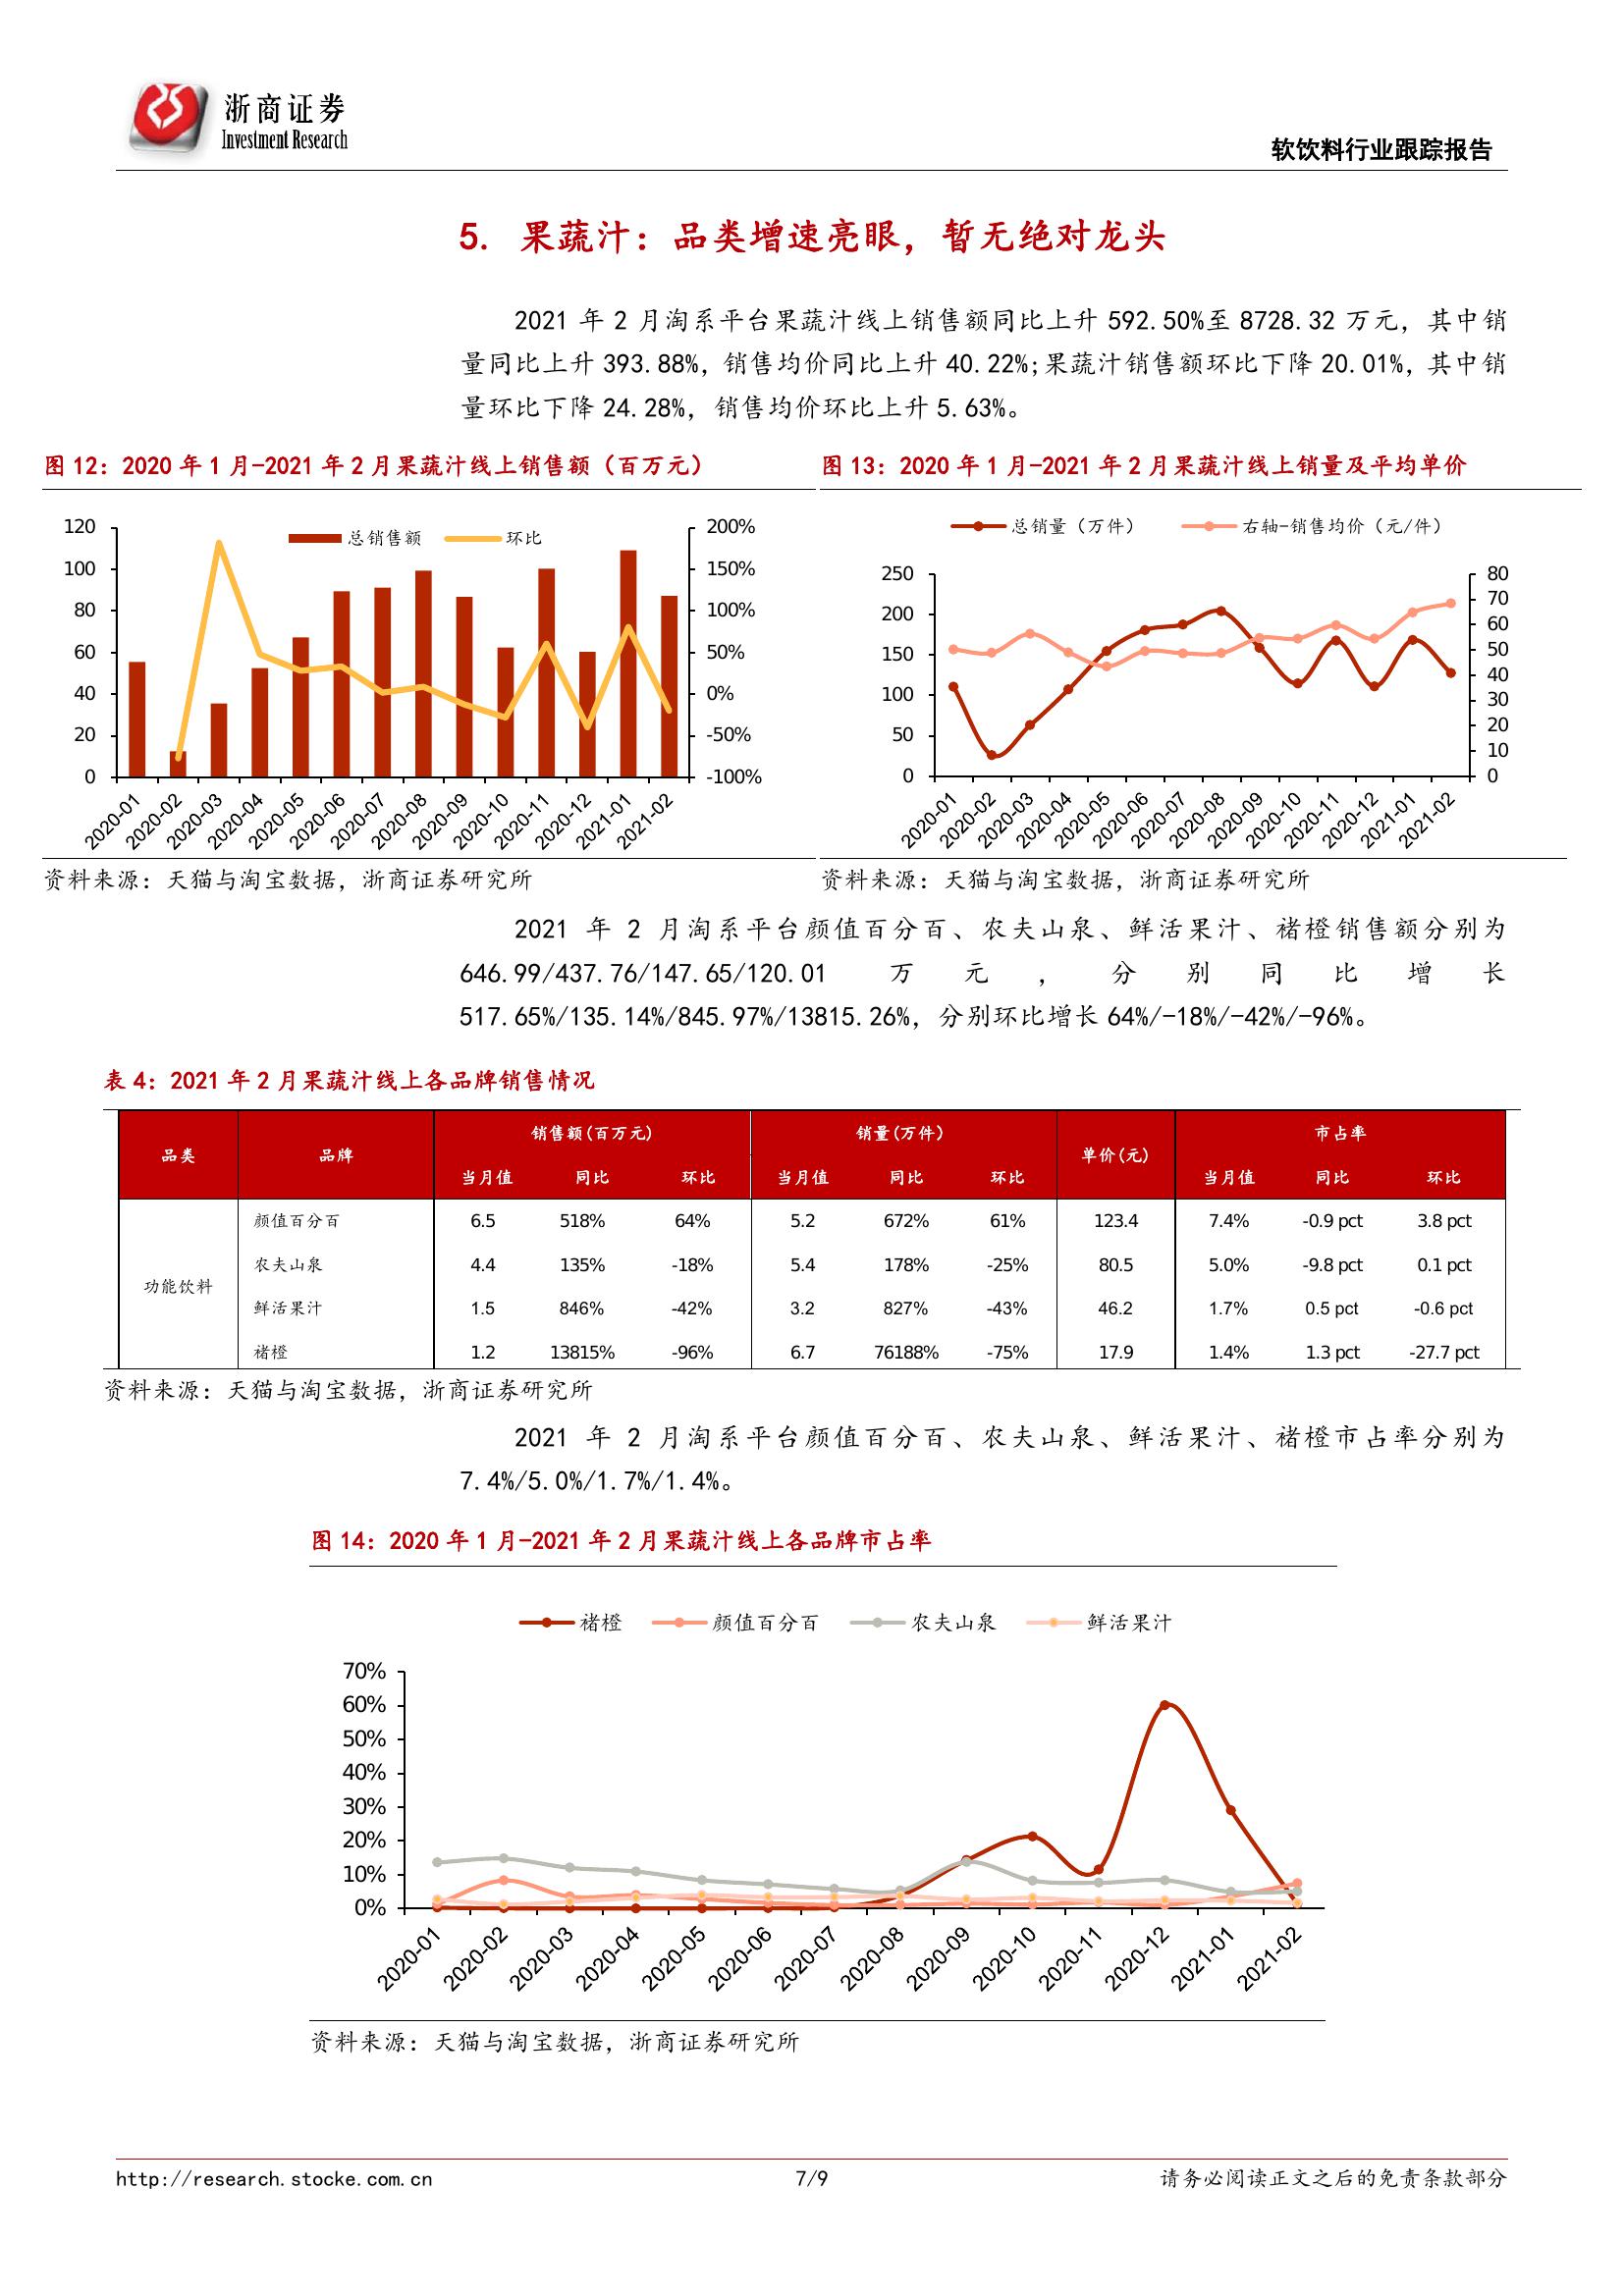 浙商证券
Investment Research
软饮料行业跟踪报告
5. 果蔬汁：品类增速亮眼，暂无绝对龙头
2021 年 2 月淘系平台果蔬汁线上销售额同比上升 592.50%至 8728.32 万元，其中销
量同比上升 393.88%，销售均价同比上升 40.22%；果蔬汁销售额环比下降 20.01%，其中销
量环比下降 24.28%，销售均价环比上升 5.63%。
图 12：2020 年 1 月-2021 年 2 月果蔬汁线上销售额（百万元）
总销售额 环比
120 200%
100 150%
80 100%
60 50%
40 0%
20 -50%
0 -100%
2020-01 2020-02 2020-03 2020-04 2020-05 2020-06 2020-07 2020-08 2020-09 2020-10 2020-11 2020-12 2021-01 2021-02
资料来源：天猫与淘宝数据，浙商证券研究所
图 13：2020 年 1 月-2021 年 2 月果蔬汁线上销量及平均单价
总销量（万件） 右轴-销售均价（元/件）
250
200
150
100
50
0
80
70
60
50
40
30
20
10
0
2020-01 2020-02 2020-03 2020-04 2020-05 2020-06 2020-07 2020-08 2020-09 2020-10 2020-11 2020-12 2021-01 2021-02
资料来源：天猫与淘宝数据，浙商证券研究所
2021 年 2 月淘系平台颜值百分百、农夫山泉、鲜活果汁、褚橙销售额分别为
646.99/437.76/147.65/120.01 万元，分别同比增长
517.65%/135.14%/845.97%/13815.26%，分别环比增长 64%/-18%/-42%/-96%。
表 4：2021 年 2 月果蔬汁线上各品牌销售情况
品类 品牌 销售额(百万元) 销量(万件) 单价(元) 市占率
当月值 同比 环比 当月值 同比 环比 当月值 同比 环比
颜值百分百 6.5 518% 64% 5.2 672% 61% 123.4 7.4% -0.9 pct 3.8 pct
农夫山泉 4.4 135% -18% 5.4 178% -25% 80.5 5.0% -9.8 pct 0.1 pct
功能饮料
鲜活果汁 1.5 846% -42% 3.2 827% -43% 46.2 1.7% 0.5 pct -0.6 pct
褚橙 1.2 13815% -96% 6.7 76188% -75% 17.9 1.4% 1.3 pct -27.7 pct
资料来源：天猫与淘宝数据，浙商证券研究所
2021 年 2 月淘系平台颜值百分百、农夫山泉、鲜活果汁、褚橙市占率分别为
7.4%/5.0%/1.7%/1.4%。
图 14：2020 年 1 月-2021 年 2 月果蔬汁线上各品牌市占率
褚橙 颜值百分百 农夫山泉 鲜活果汁
70%
60%
50%
40%
30%
20%
10%
0%
2020-01 2020-02 2020-03 2020-04 2020-05 2020-06 2020-07 2020-08 2020-09 2020-10 2020-11 2020-12 2021-01 2021-02
资料来源：天猫与淘宝数据，浙商证券研究所
http://research.stocke.com.cn 7/9 请务必阅读正文之后的免责条款部分